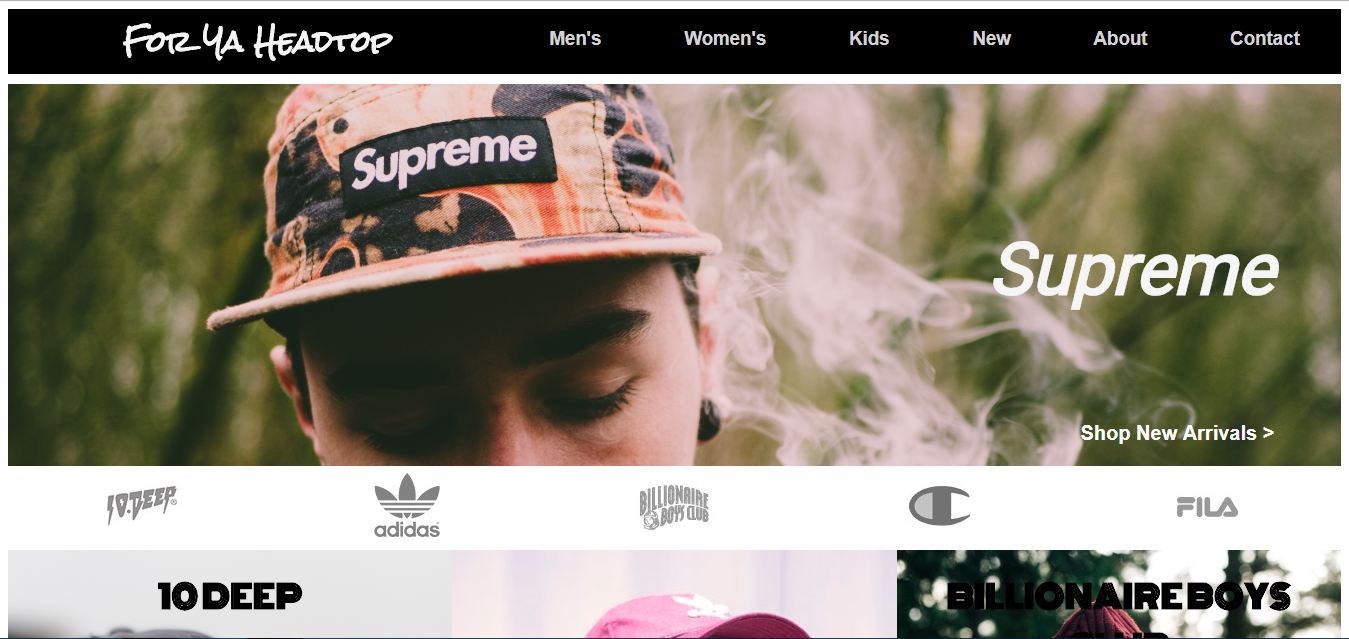 For Ya Headtop
Men's
Women's
Kids
New
About
Contact
Supreme
Supreme
Shop New Arrivals >
10.DEEP®
adidas
BILLIONAIRE
BOYS CLUB
FILA
10 DEEP
BILLIONAIRE BOYS
CLUB